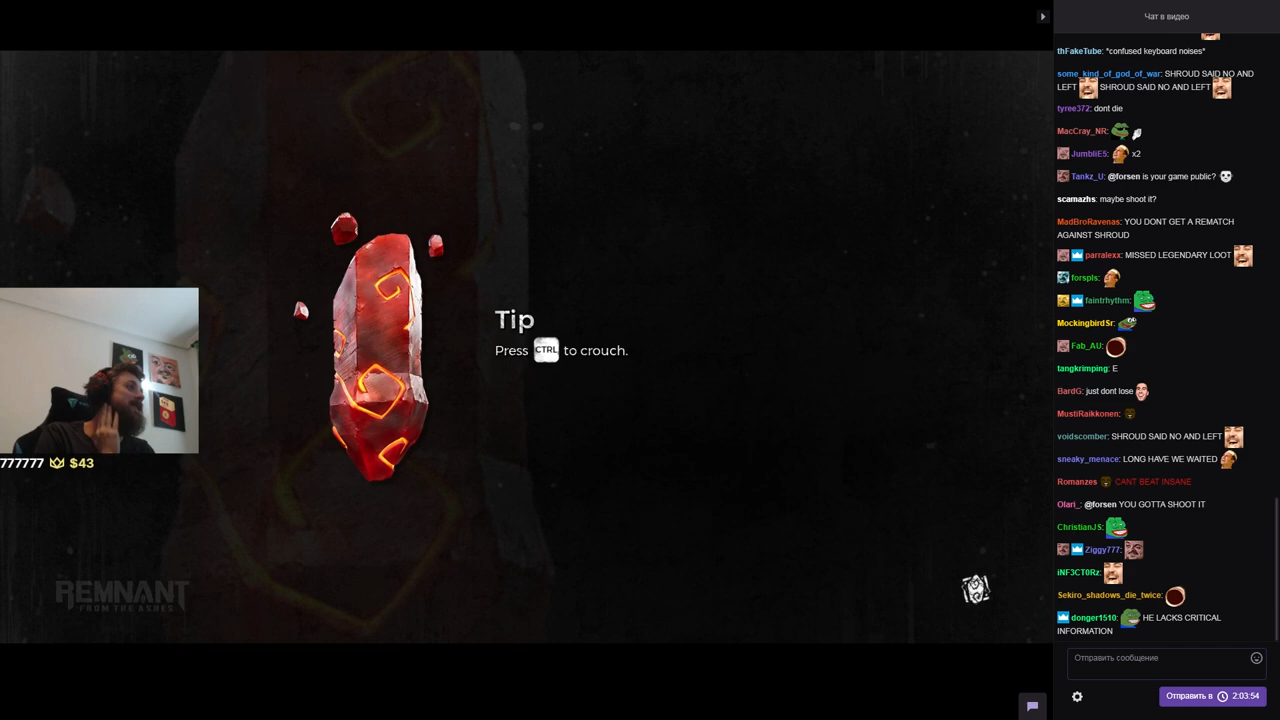 Чат в видео
thFakeTube: *confused keyboard noises*
some_kind_of_god_of_war: SHROUD SAID NO AND
LEFT SHROUD SAID NO AND LEFT
tyree372: dont die
MacCray_NR:
JumbliE5: x2
Tankz_U: @forsen is your game public?
scamazhs: maybe shoot it?
MadBroRavenas: YOU DONT GET A REMATCH
AGAINST SHROUD
parralexx: MISSED LEGENDARY LOOT
forspls:
faintrhythm:
MockingbirdSr:
Fab_AU:
tangkrimping: E
BardG: just dont lose
MustiRaikkonen:
voidscomber: SHROUD SAID NO AND LEFT
sneaky_menace: LONG HAVE WE WAITED
Romanzes CANT BEAT INSANE
Olari_: @forsen YOU GOTTA SHOOT IT
ChristianJS:
Ziggy777:
iNF3CT0Rz:
Sekiro_shadows_die_twice:
donger1510: HE LACKS CRITICAL
INFORMATION
Отправить сообщение
Отправить в 2:03:54
Tip
Press CTRL to crouch.
777777 $43
REMNANT
FROM THE ASHES